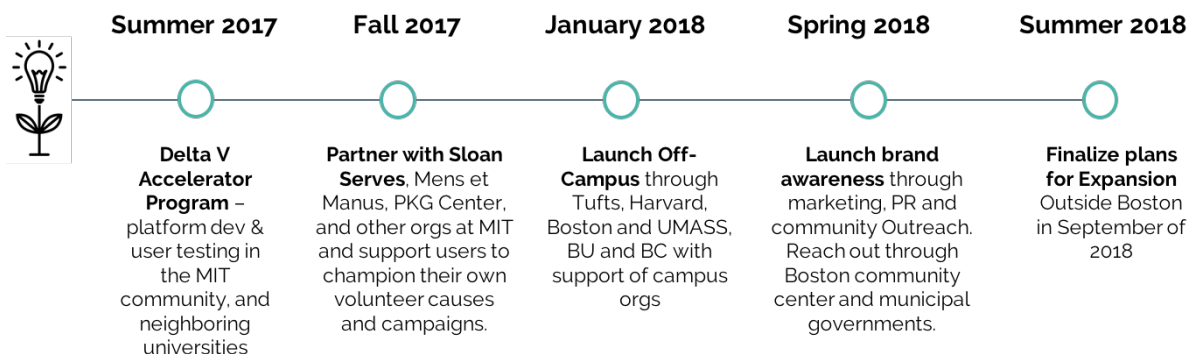 Summer 2017
Delta V
Accelerator
Program –
platform dev &
user testing in
the MIT
community, and
neighboring
universities
Fall 2017
Partner with Sloan
Serves, Mens et
Manus, PKG Center,
and other orgs at MIT
and support users to
champion their own
volunteer causes
and campaigns.
January 2018
Launch Off-
Campus through
Tufts, Harvard,
Boston and UMASS,
BU and BC with
support of campus
orgs
Spring 2018
Launch brand
awareness through
marketing, PR and
community Outreach.
Reach out through
Boston community
center and municipal
governments.
Summer 2018
Finalize plans
for Expansion
Outside Boston
in September of
2018